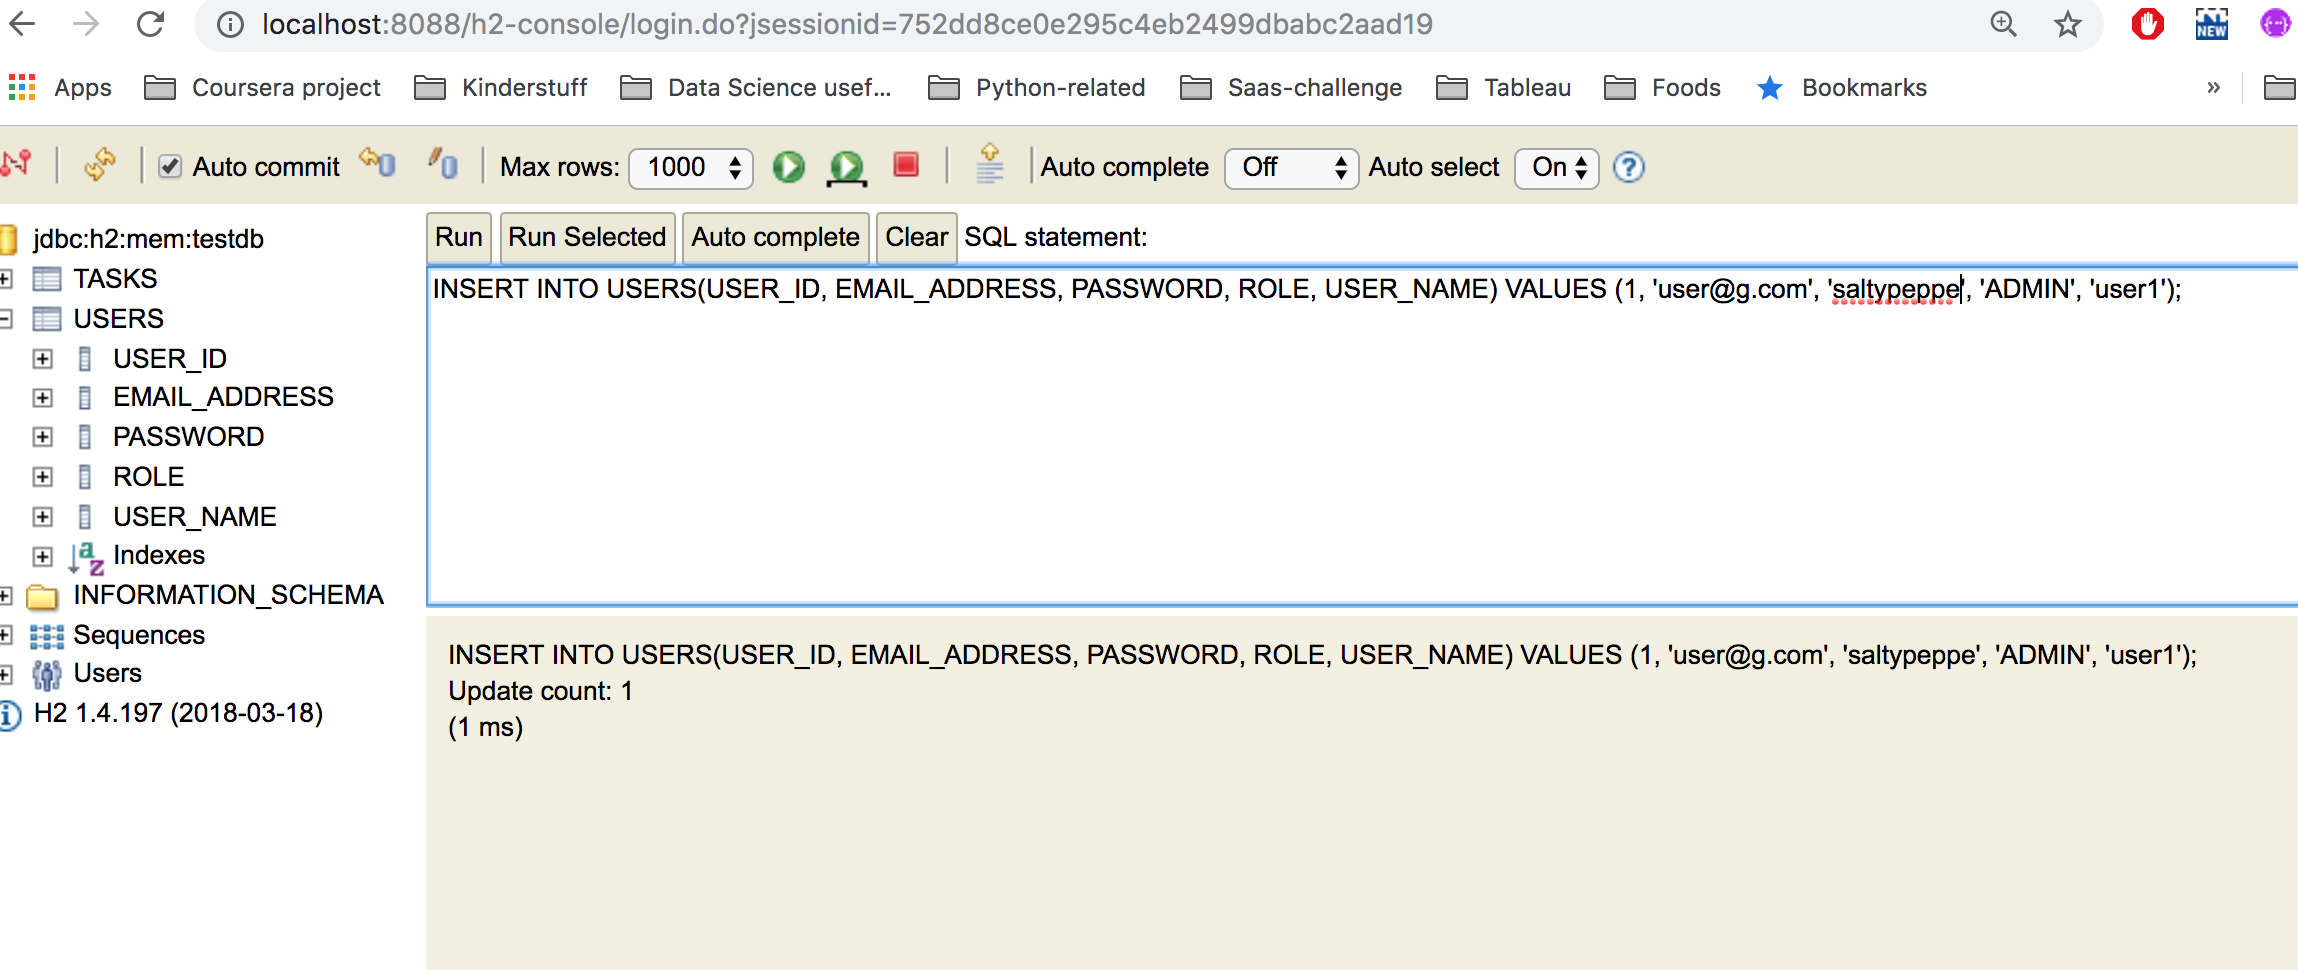 localhost:8088/h2-console/login.do?jsessionid=752dd8ce0e295c4eb2499dbabc2aad19
NEW
Apps Coursera project Kinderstuff Data Science usef... Python-related Saas-challenge Tableau Foods Bookmarks »
Auto commit Max rows: 1000 Auto complete Off Auto select On ?
jdbc:h2:mem:testdb
TASKS
USERS
USER_ID
EMAIL_ADDRESS
PASSWORD
ROLE
USER_NAME
Indexes
INFORMATION_SCHEMA
Sequences
Users
H2 1.4.197 (2018-03-18)
Run Run Selected Auto complete Clear SQL statement:
INSERT INTO USERS(USER_ID, EMAIL_ADDRESS, PASSWORD, ROLE, USER_NAME) VALUES (1, 'user@g.com', 'saltypeppe', 'ADMIN', 'user1');
INSERT INTO USERS(USER_ID, EMAIL_ADDRESS, PASSWORD, ROLE, USER_NAME) VALUES (1, 'user@g.com', 'saltypeppe', 'ADMIN', 'user1');
Update count: 1
(1 ms)